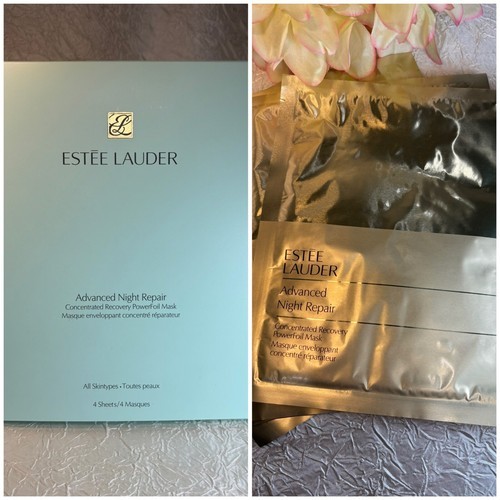 EL
ESTĒE LAUDER
Advanced Night Repair
Concentrated Recovery PowerFoil Mask
Masque enveloppant concentré réparateur
All Skintypes • Toutes peaux
4 Sheets/4 Masques
ESTĒE
LAUDER
Advanced
Night Repair
Concentrated Recovery
PowerFoil Mask
Masque enveloppant
concentré réparateur